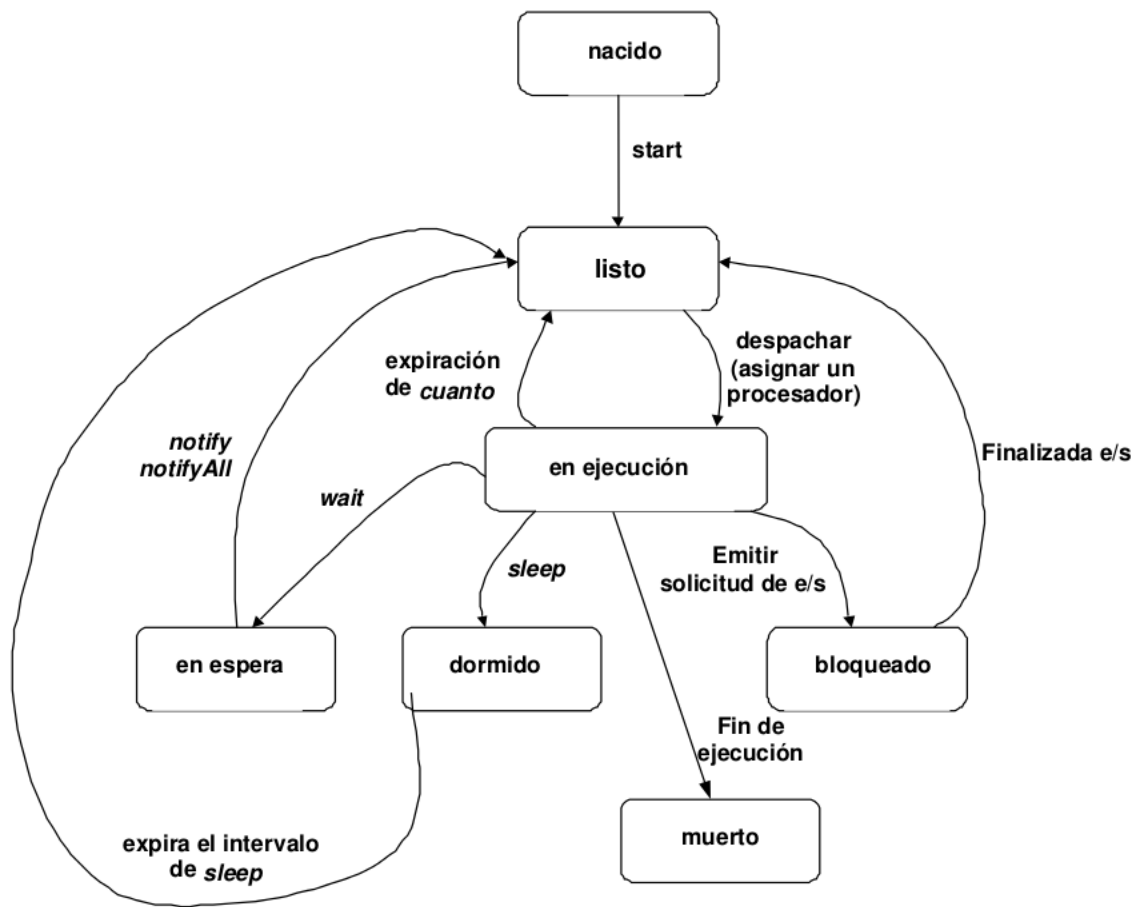 nacido
start
listo
despachar
(asignar un
procesador)
expiración
de cuanto
notify
notifyAll
Finalizada e/s
en ejecución
wait
Emitir
solicitud de e/s
sleep
en espera
dormido
bloqueado
Fin de
ejecución
expira el intervalo
de sleep
muerto